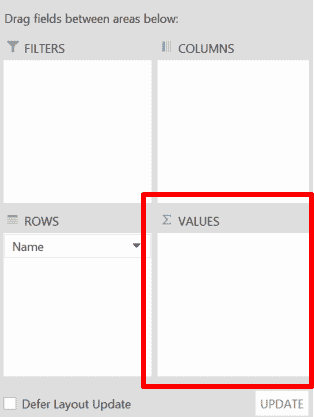 Drag fields between areas below:
FILTERS
COLUMNS
ROWS
Σ VALUES
Name
Defer Layout Update
UPDATE